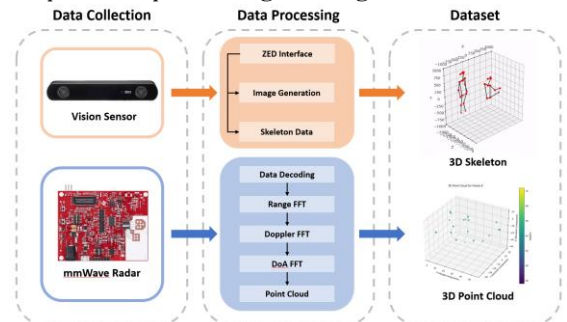 Data Collection
Data Processing
Dataset
Vision Sensor
ZED Interface
Image Generation
Skeleton Data
3D Skeleton
mmWave Radar
Data Decoding
Range FFT
Doppler FFT
DoA FFT
Point Cloud
3D Point Cloud